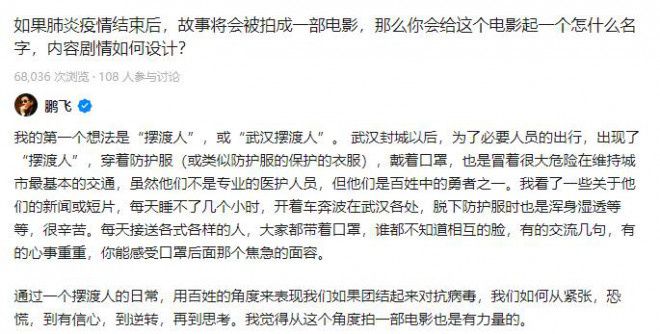 如果肺炎疫情结束后，故事将会被拍成一部电影，那么你会给这个电影起一个怎什么名
字，内容剧情如何设计？
68,036 次浏览 · 108 人参与讨论
鹏飞
我的第一个想法是“摆渡人”，或“武汉摆渡人”。 武汉封城以后，为了必要人员的出行，出现了
“摆渡人”，穿着防护服（或类似防护服的保护的衣服），戴着口罩，也是冒着很大危险在维持城
市最基本的交通，虽然他们不是专业的医护人员，但他们是百姓中的勇者之一。我看了一些关于他
们的新闻或短片，每天睡不了几个小时，开着车奔波在武汉各处，脱下防护服时也是浑身湿透等
等，很辛苦。每天接送各式各样的人，大家都带着口罩，谁都不知道相互的脸，有的交流几句，有
的心事重重，你能感受口罩后面那个焦急的面容。
通过一个摆渡人的日常，用百姓的角度来表现我们如果团结起来对抗病毒，我们如何从紧张，恐
慌，到有信心，到逆转，再到思考。我觉得从这个角度拍一部电影也是有力量的。